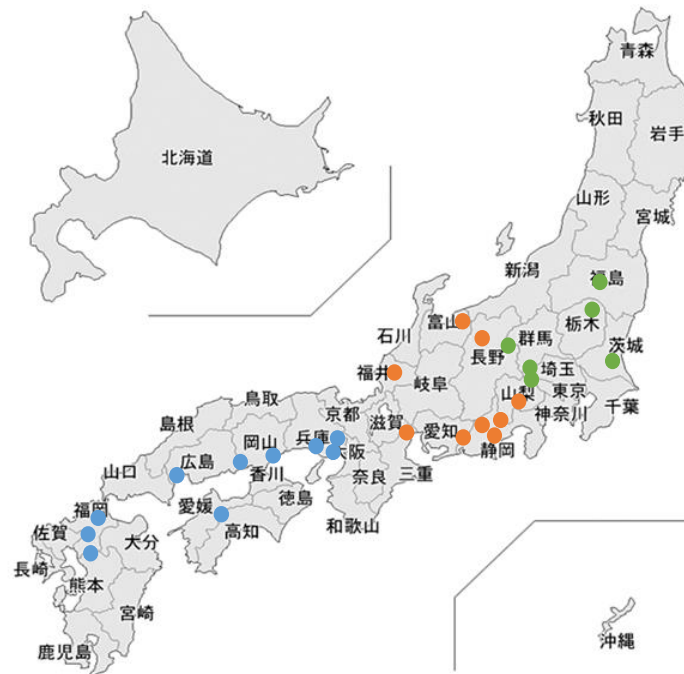 青森
秋田
岩手
北海道
山形
宮城
新潟
福島
富山
石川
群馬
栃木
茨城
長野
福井
岐阜
埼玉
山梨
東京
千葉
神奈川
鳥取
京都
滋賀
愛知
静岡
島根
岡山
兵庫
大阪
三重
山口
広島
香川
奈良
和歌山
徳島
愛媛
高知
福岡
佐賀
大分
長崎
熊本
宮崎
鹿児島
沖縄